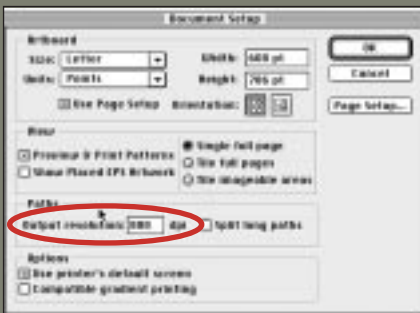 Document Setup
Artboard
Size: Letter
Width: 608 pt
Units: Points
Height: 786 pt
Use Page Setup
Orientation:
OK
Cancel
Page Setup...
View
Preview & Print Patterns
Show Placed EPS Artwork
Single full page
Tile full pages
Tile imageable areas
Paths
Output resolution: 800 dpi
Split long paths
Options
Use printer's default screen
Compatible gradient printing